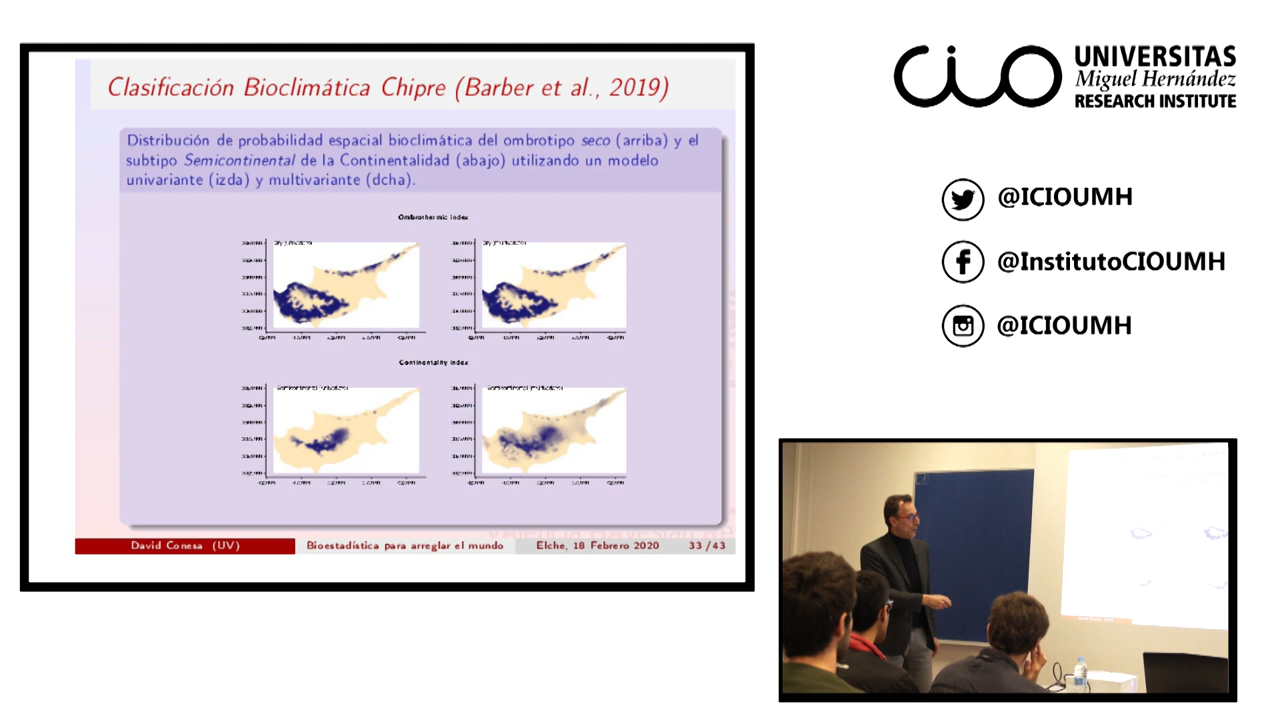 Clasificación Bioclimática Chipre (Barber et al., 2019)
Distribución de probabilidad espacial bioclimática del ombrotipo seco (arriba) y el
subtipo Semicontinental de la Continentalidad (abajo) utilizando un modelo
univariante (izda) y multivariante (dcha).
Ombrothermic index
Continentality index
David Conesa (UV)
Bioestadística para arreglar el mundo
Elche, 18 Febrero 2020
33/43
cio
UNIVERSITAS
Miguel Hernández
RESEARCH INSTITUTE
@ICIOUMH
@InstitutoCIOUMH
@ICIOUMH